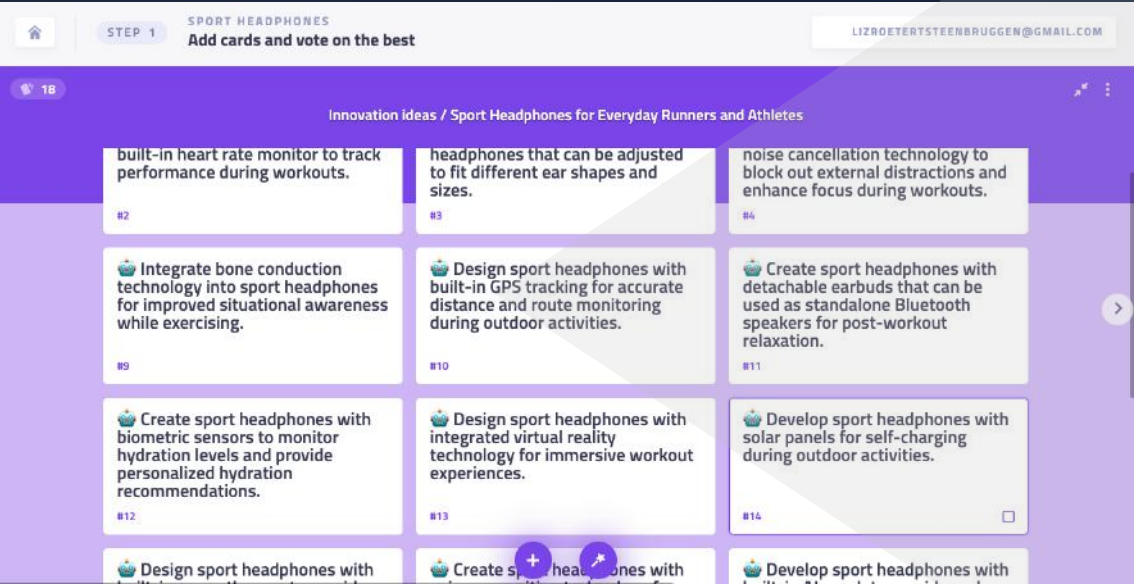 SPORT HEADPHONES
STEP 1
Add cards and vote on the best
LIZROETERTSTEENBRUGGEN@GMAIL.COM
18
Innovation ideas / Sport Headphones for Everyday Runners and Athletes
built-in heart rate monitor to track
performance during workouts.
#2
headphones that can be adjusted
to fit different ear shapes and
sizes.
#3
noise cancellation technology to
block out external distractions and
enhance focus during workouts.
#4
Integrate bone conduction
technology into sport headphones
for improved situational awareness
while exercising.
#9
Design sport headphones with
built-in GPS tracking for accurate
distance and route monitoring
during outdoor activities.
#10
Create sport headphones with
detachable earbuds that can be
used as standalone Bluetooth
speakers for post-workout
relaxation.
#11
Create sport headphones with
biometric sensors to monitor
hydration levels and provide
personalized hydration
recommendations.
#12
Design sport headphones with
integrated virtual reality
technology for immersive workout
experiences.
#13
Develop sport headphones with
solar panels for self-charging
during outdoor activities.
#14
Design sport headphones with
Create sport headphones with
Develop sport headphones with